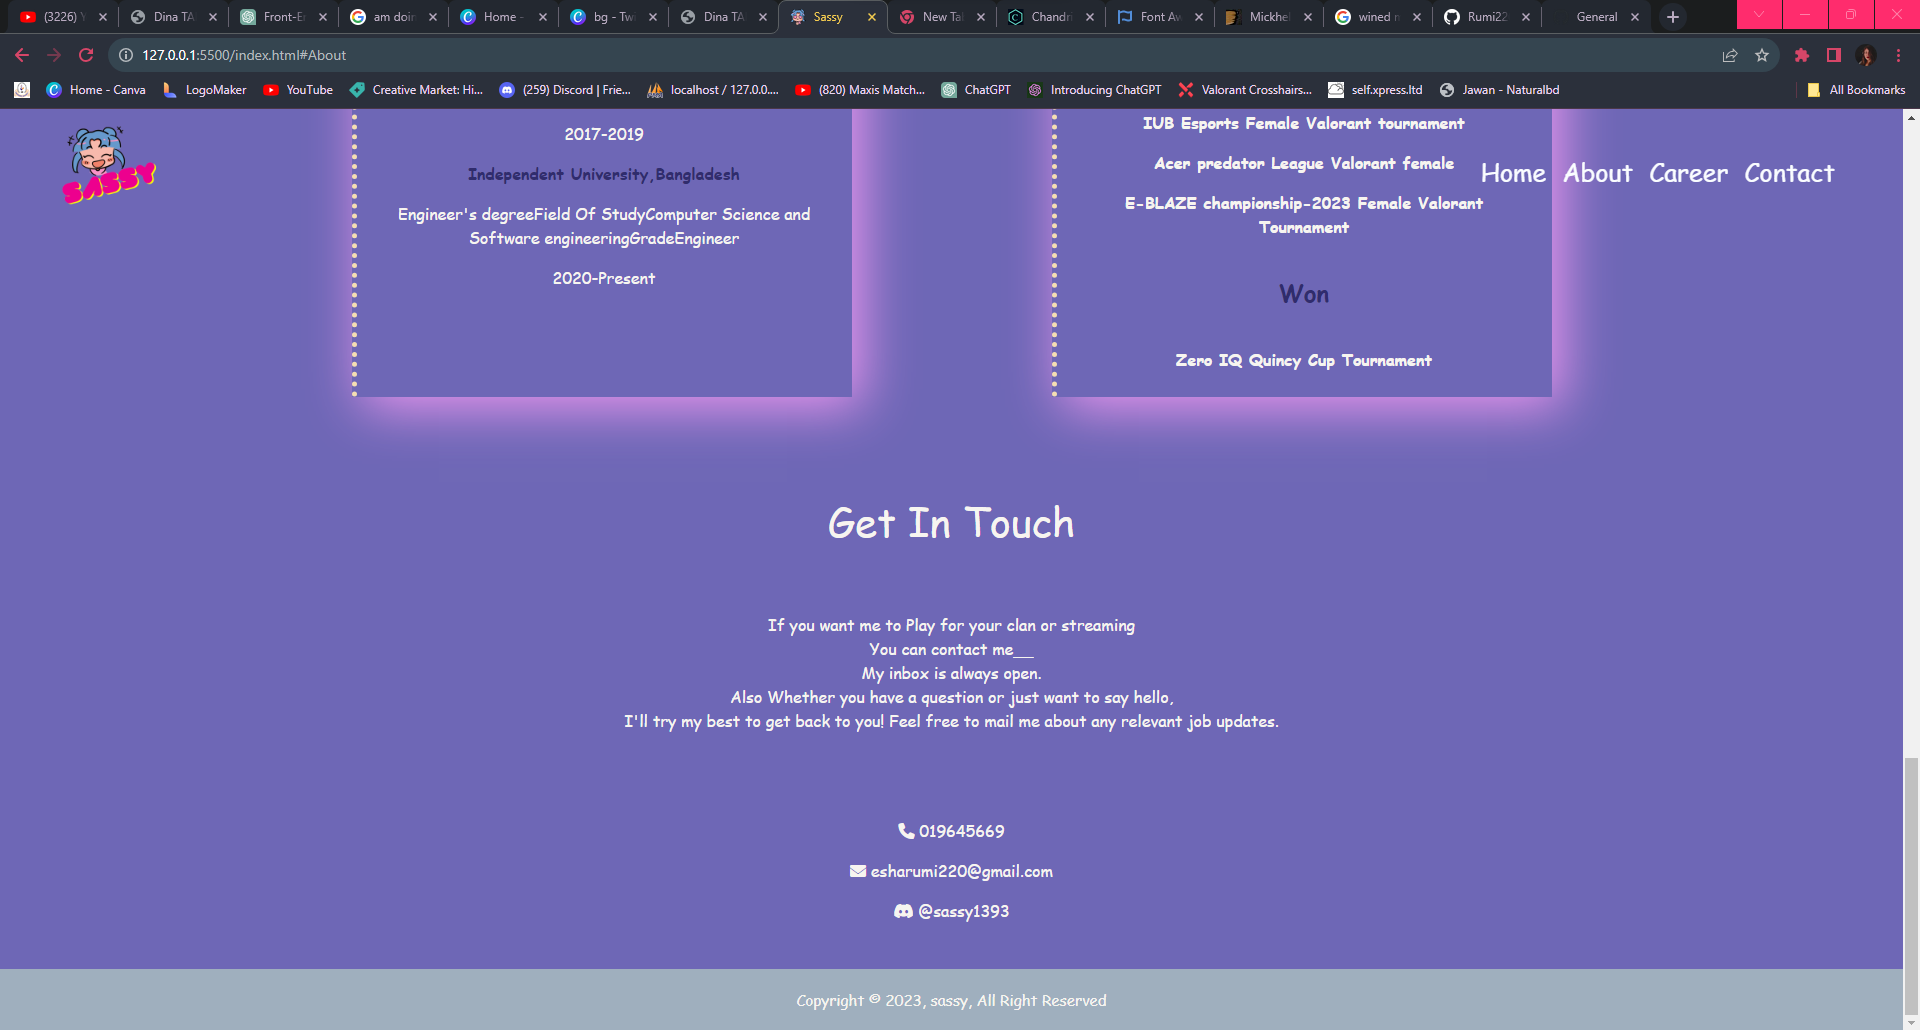 (3226) Y
Dina TA
Front-E
am doin
Home -
bg - Tw
Dina TA
Sassy
New Ta
Chandr
Font Aw
Mickhe
wined n
Rumi22
General
127.0.0.1:5500/index.html#About
Home - Canva
LogoMaker
YouTube
Creative Market: Hi...
(259) Discord | Frie...
localhost / 127.0.0....
(820) Maxis Match...
ChatGPT
Introducing ChatGPT
Valorant Crosshairs...
self.xpress.ltd
Jawan - Naturalbd
All Bookmarks
SASSY
Home About Career Contact
2017-2019
Independent University,Bangladesh
Engineer's degreeField Of StudyComputer Science and
Software engineeringGradeEngineer
2020-Present
IUB Esports Female Valorant tournament
Acer predator League Valorant female
E-BLAZE championship-2023 Female Valorant
Tournament
Won
Zero IQ Quincy Cup Tournament
Get In Touch
If you want me to Play for your clan or streaming
You can contact me__
My inbox is always open.
Also Whether you have a question or just want to say hello,
I'll try my best to get back to you! Feel free to mail me about any relevant job updates.
019645669
esharumi220@gmail.com
@sassy1393
Copyright © 2023, sassy, All Right Reserved